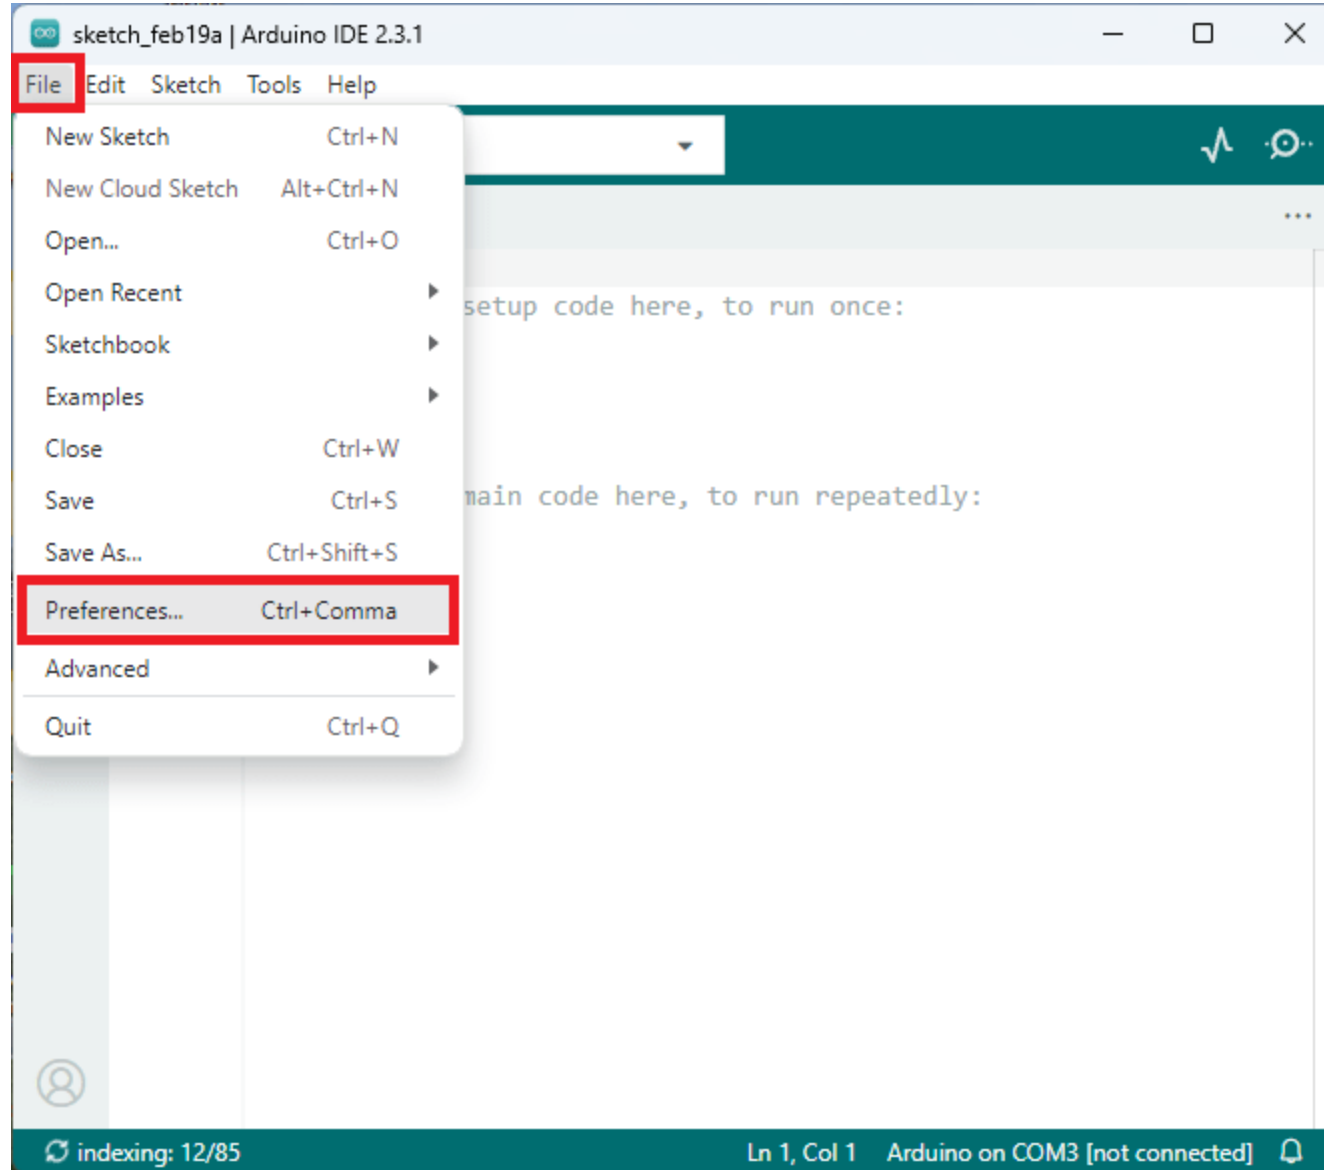 sketch_feb19a | Arduino IDE 2.3.1
File Edit Sketch Tools Help
New Sketch Ctrl+N
New Cloud Sketch Alt+Ctrl+N
Open... Ctrl+O
Open Recent
Sketchbook
Examples
Close Ctrl+W
Save Ctrl+S
Save As... Ctrl+Shift+S
Preferences... Ctrl+Comma
Advanced
Quit Ctrl+Q
setup code here, to run once:
main code here, to run repeatedly:
indexing: 12/85 Ln 1, Col 1 Arduino on COM3 [not connected]